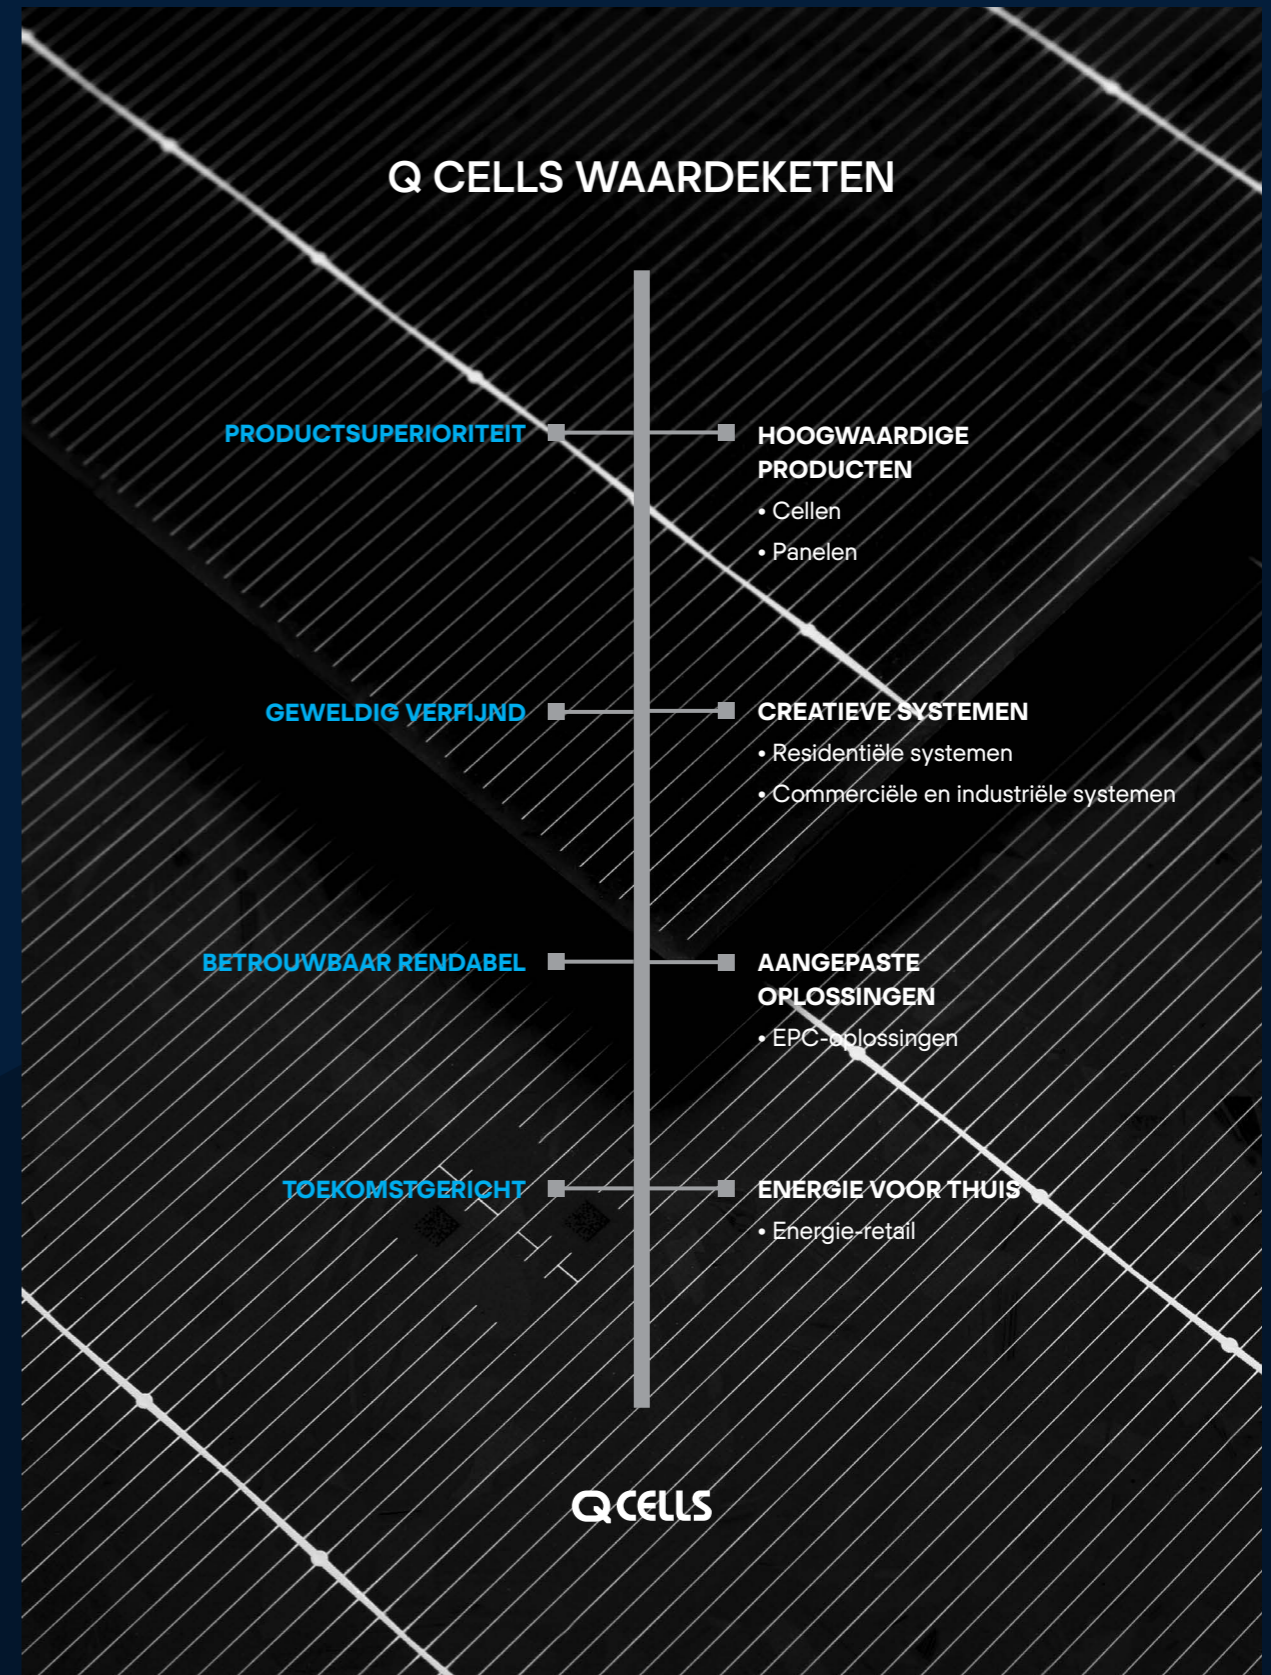 Q CELLS WAARDEKETEN
PRODUCTSUPERIORITEIT
HOOGWAARDIGE
PRODUCTEN
• Cellen
• Panelen
GEWELDIG VERFIJND
CREATIEVE SYSTEMEN
• Residentiële systemen
• Commerciële en industriële systemen
BETROUWBAAR RENDABEL
AANGEPASTE
OPLOSSINGEN
• EPC-oplossingen
TOEKOMSTGERICHT
ENERGIE VOOR THUIS
• Energie-retail
QCELLS